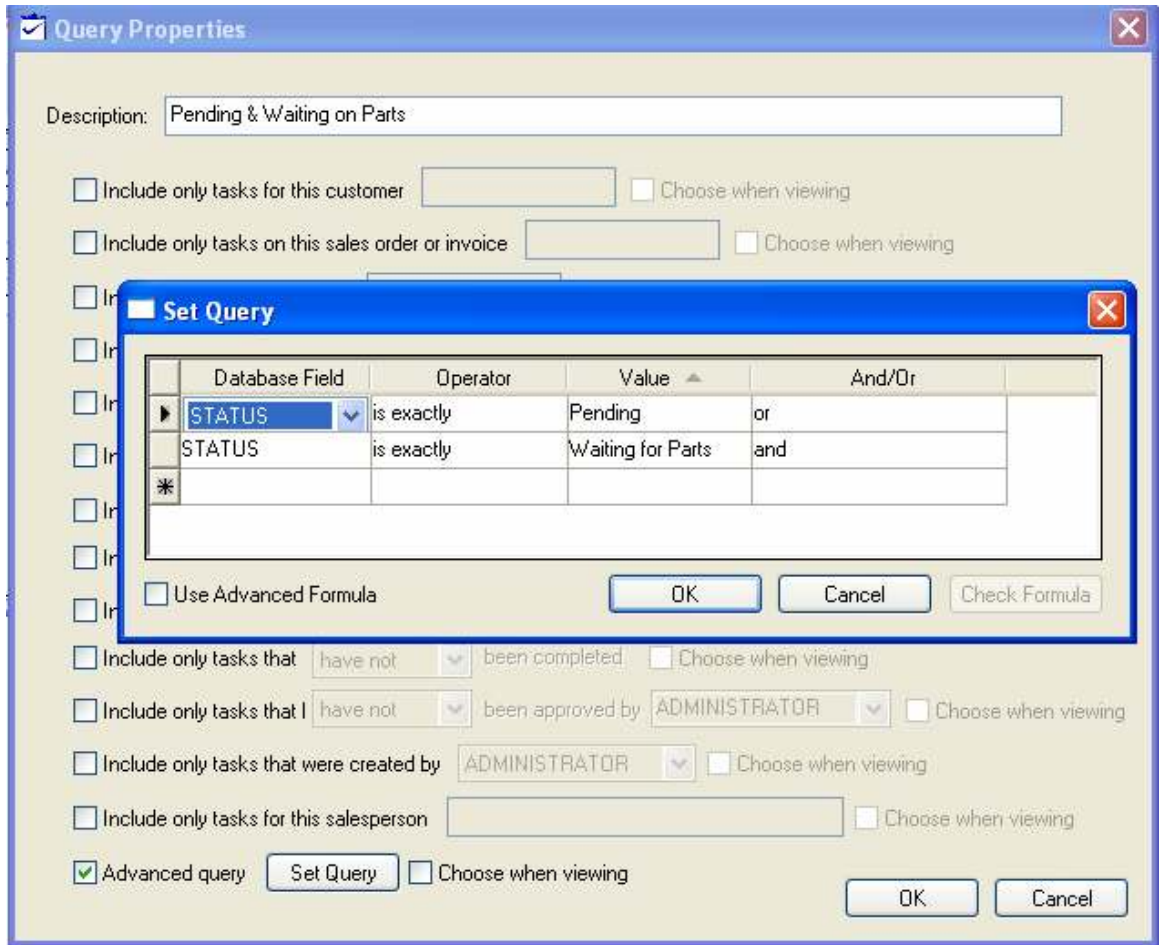 Query Properties
Description: Pending & Waiting on Parts
Include only tasks for this customer Choose when viewing
Include only tasks on this sales order or invoice Choose when viewing
Set Query
Database Field Operator Value And/Or
STATUS is exactly Pending or
STATUS is exactly Waiting for Parts and
Use Advanced Formula OK Cancel Check Formula
Include only tasks that have not been completed Choose when viewing
Include only tasks that I have not been approved by ADMINISTRATOR Choose when viewing
Include only tasks that were created by ADMINISTRATOR Choose when viewing
Include only tasks for this salesperson Choose when viewing
Advanced query Set Query Choose when viewing
OK Cancel